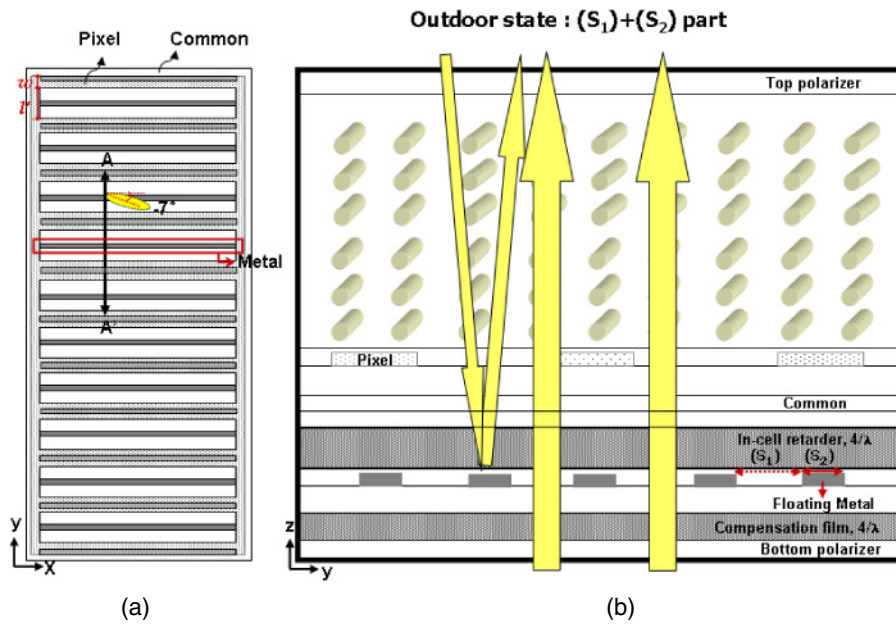 Outdoor state : (S₁)+(S₂) part
Pixel
Common
w
l'
A
-7°
Metal
A'
y
x
(a)
Top polarizer
Pixel
Common
In-cell retarder, 4/λ
(S₁) (S₂)
Floating Metal
Compensation film, 4/λ
Bottom polarizer
z
y
(b)